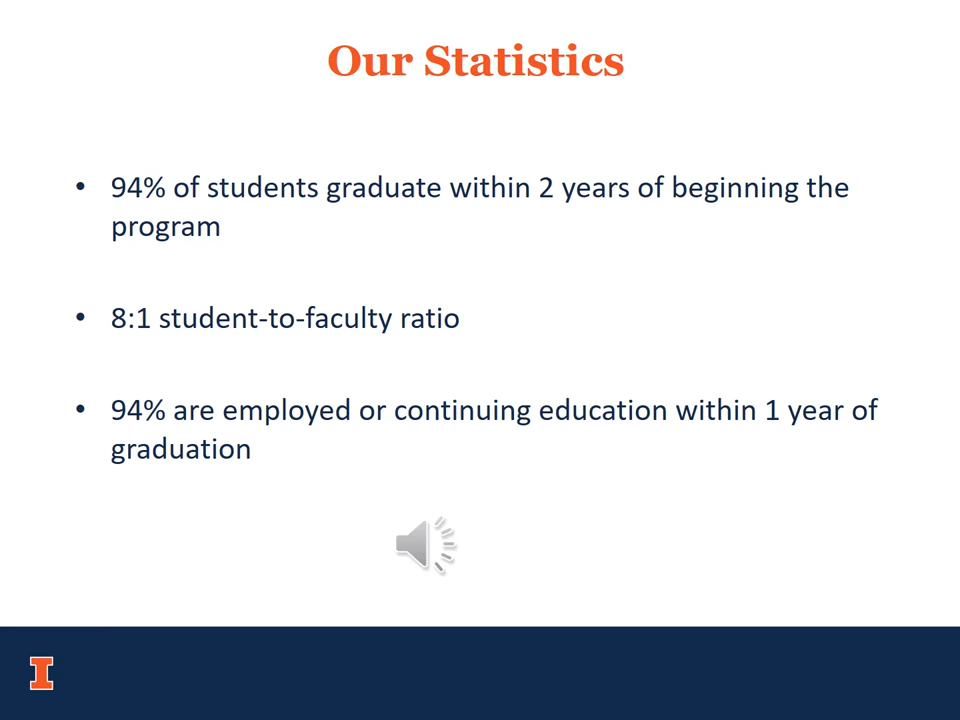 Our Statistics
• 94% of students graduate within 2 years of beginning the
program
• 8:1 student-to-faculty ratio
• 94% are employed or continuing education within 1 year of
graduation
I